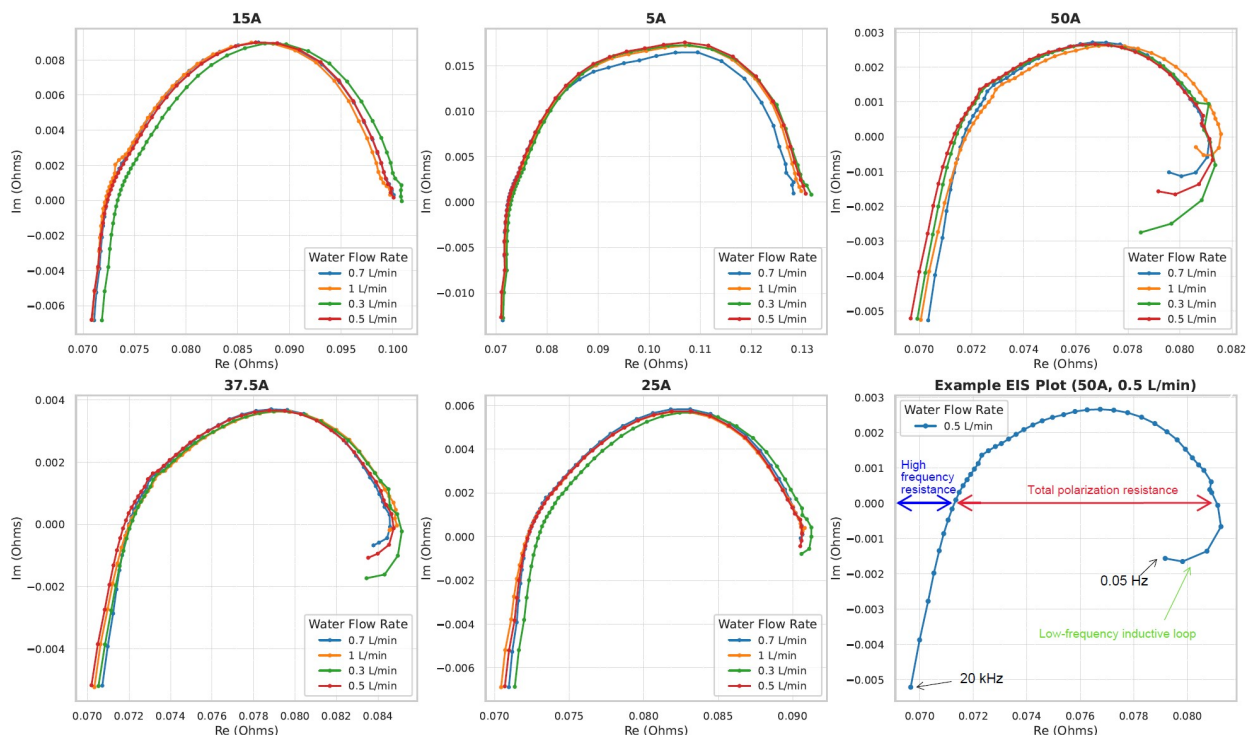 15A
Im (Ohms)
0.008
0.006
0.004
0.002
0.000
−0.002
−0.004
−0.006
Water Flow Rate
0.7 L/min
1 L/min
0.3 L/min
0.5 L/min
0.070 0.075 0.080 0.085 0.090 0.095 0.100
Re (Ohms)
5A
Im (Ohms)
0.015
0.010
0.005
0.000
−0.005
−0.010
Water Flow Rate
0.7 L/min
1 L/min
0.3 L/min
0.5 L/min
0.07 0.08 0.09 0.10 0.11 0.12 0.13
Re (Ohms)
50A
Im (Ohms)
0.003
0.002
0.001
0.000
−0.001
−0.002
−0.003
−0.004
−0.005
Water Flow Rate
0.7 L/min
1 L/min
0.3 L/min
0.5 L/min
0.070 0.072 0.074 0.076 0.078 0.080 0.082
Re (Ohms)
37.5A
Im (Ohms)
0.004
0.002
0.000
−0.002
−0.004
Water Flow Rate
0.7 L/min
1 L/min
0.3 L/min
0.5 L/min
0.070 0.072 0.074 0.076 0.078 0.080 0.082 0.084
Re (Ohms)
25A
Im (Ohms)
0.006
0.004
0.002
0.000
−0.002
−0.004
−0.006
Water Flow Rate
0.7 L/min
1 L/min
0.3 L/min
0.5 L/min
0.070 0.075 0.080 0.085 0.090
Re (Ohms)
Example EIS Plot (50A, 0.5 L/min)
Im (Ohms)
0.003
0.002
0.001
0.000
−0.001
−0.002
−0.003
−0.004
−0.005
Water Flow Rate
0.5 L/min
High
frequency
resistance
Total polarization resistance
0.05 Hz
Low-frequency inductive loop
20 kHz
0.070 0.072 0.074 0.076 0.078 0.080
Re (Ohms)